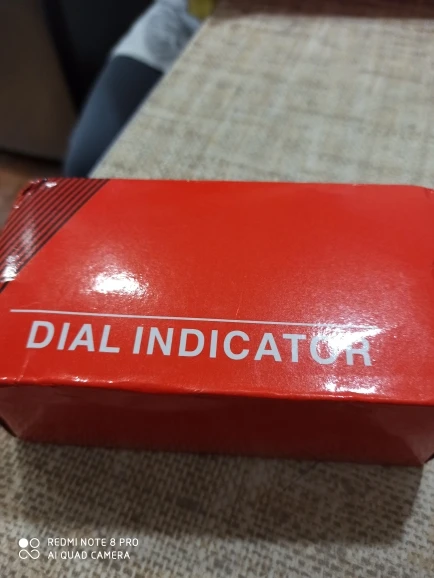 DIAL INDICATOR
REDMI NOTE 8 PRO
AI QUAD CAMERA